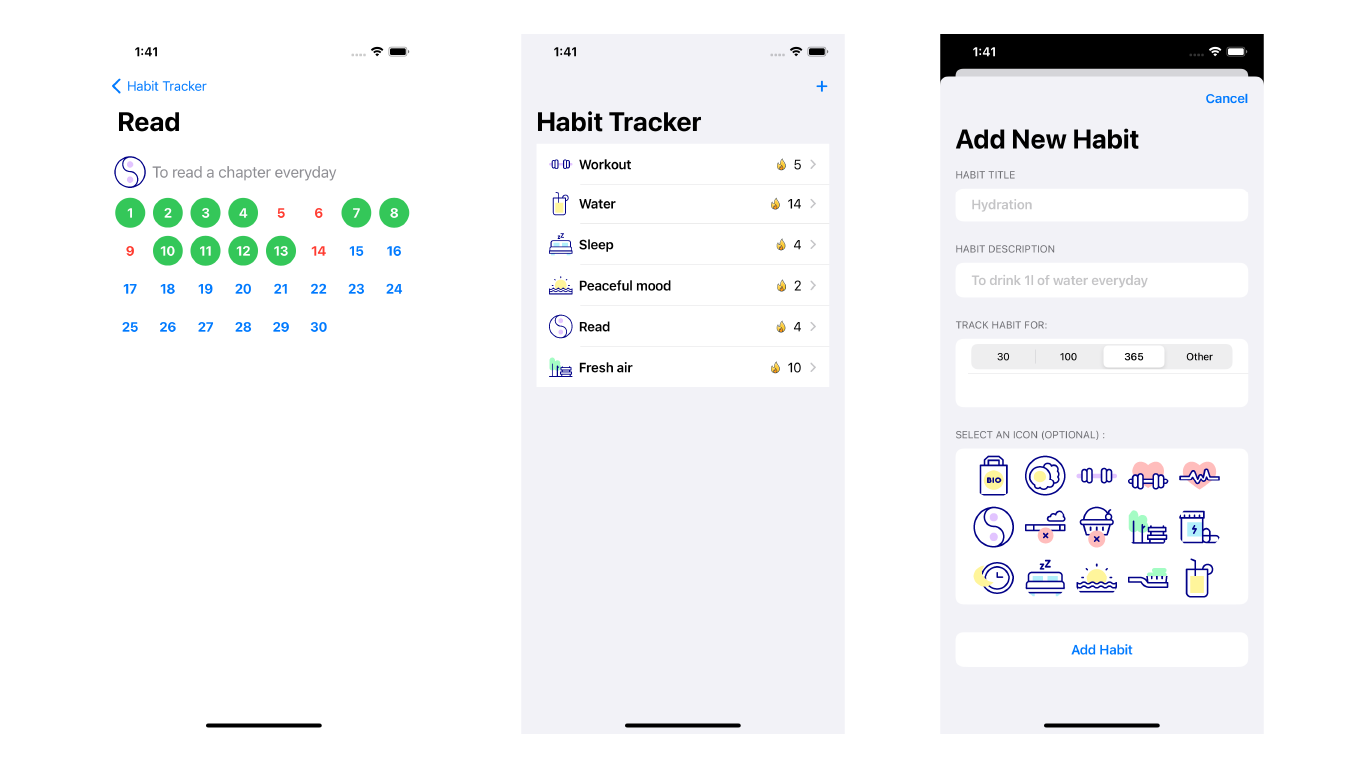 1:41
Habit Tracker
Read
To read a chapter everyday
1 2 3 4 5 6 7 8
9 10 11 12 13 14 15 16
17 18 19 20 21 22 23 24
25 26 27 28 29 30
1:41
+
Habit Tracker
Workout 5
Water 14
zZ
Sleep 4
Peaceful mood 2
Read 4
Fresh air 10
1:41
Cancel
Add New Habit
HABIT TITLE
Hydration
HABIT DESCRIPTION
To drink 1l of water everyday
TRACK HABIT FOR:
30 100 365 Other
SELECT AN ICON (OPTIONAL) :
BIO
zZ
Add Habit